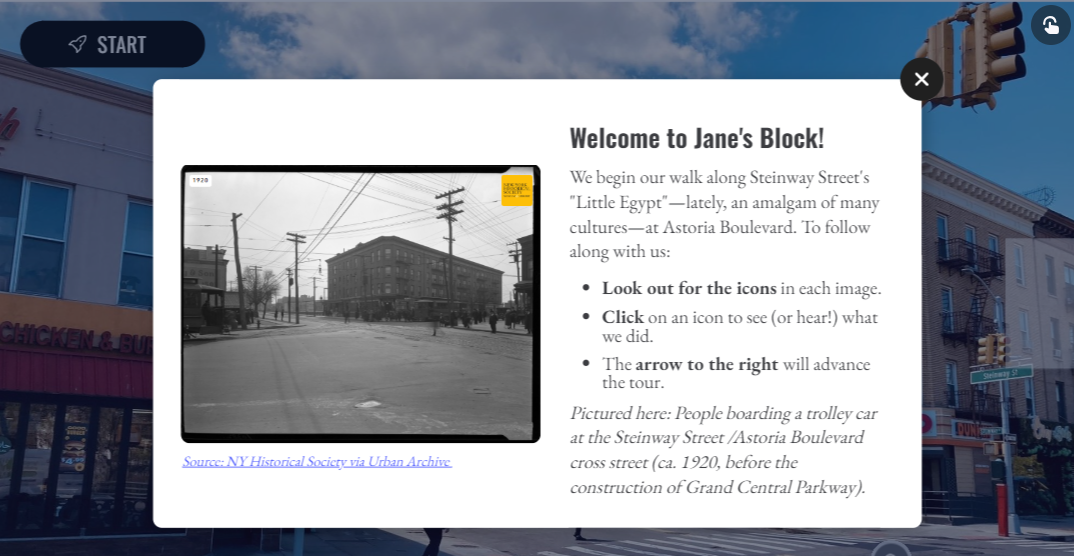 START
Welcome to Jane's Block!
We begin our walk along Steinway Street's
"Little Egypt"—lately, an amalgam of many
cultures—at Astoria Boulevard. To follow
along with us:
Look out for the icons in each image.
Click on an icon to see (or hear!) what
we did.
The arrow to the right will advance
the tour.
Pictured here: People boarding a trolley car
at the Steinway Street /Astoria Boulevard
cross street (ca. 1920, before the
construction of Grand Central Parkway).
1920
Source: NY Historical Society via Urban Archive
CHICKEN & BUR
Steinway St